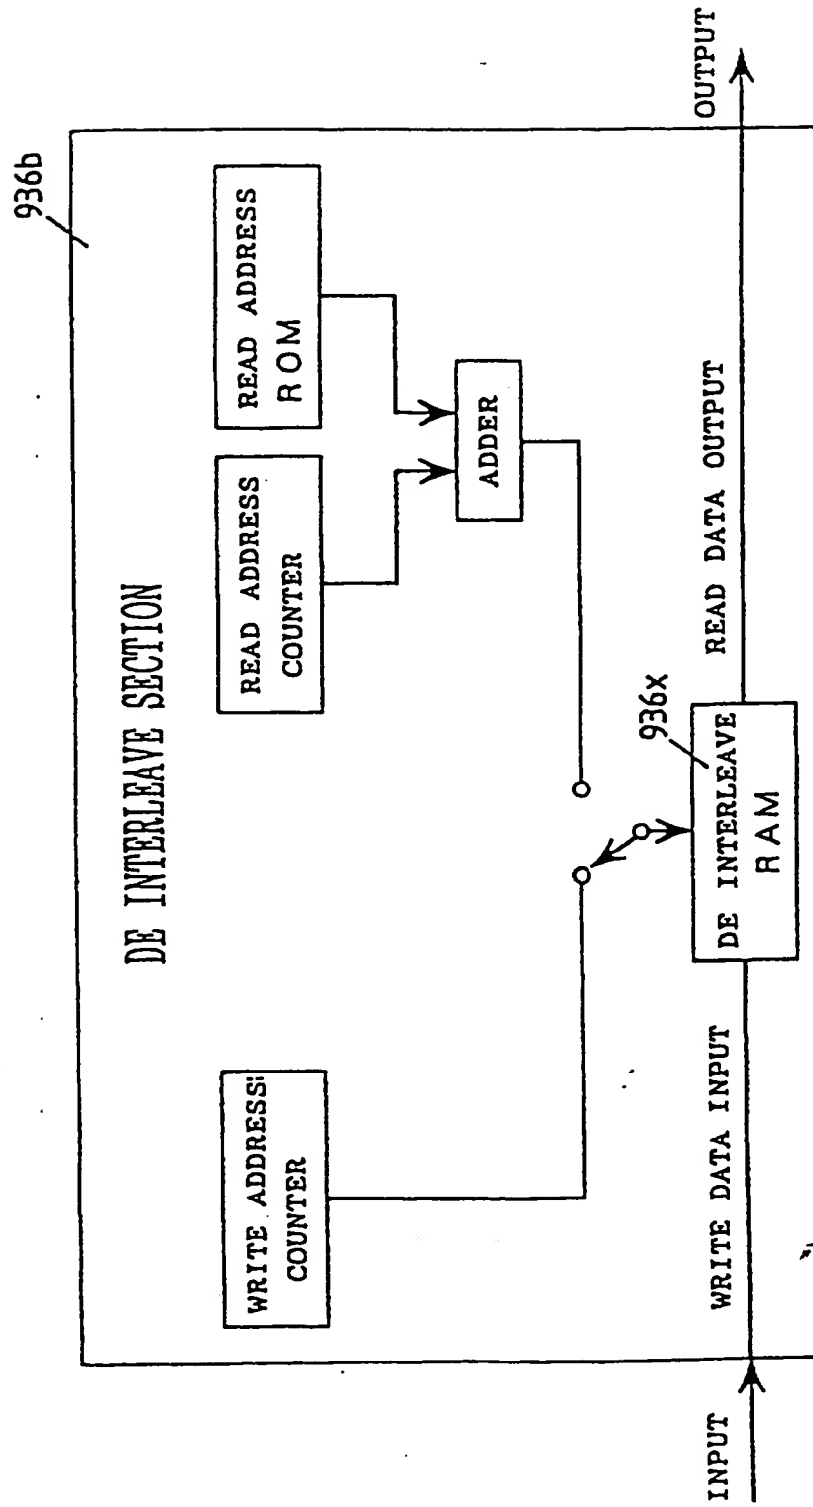 936b
DE INTERLEAVE SECTION
WRITE ADDRESS
COUNTER
READ ADDRESS
COUNTER
READ ADDRESS
ROM
ADDER
936x
INPUT
WRITE DATA INPUT
DE INTERLEAVE
RAM
READ DATA OUTPUT
OUTPUT